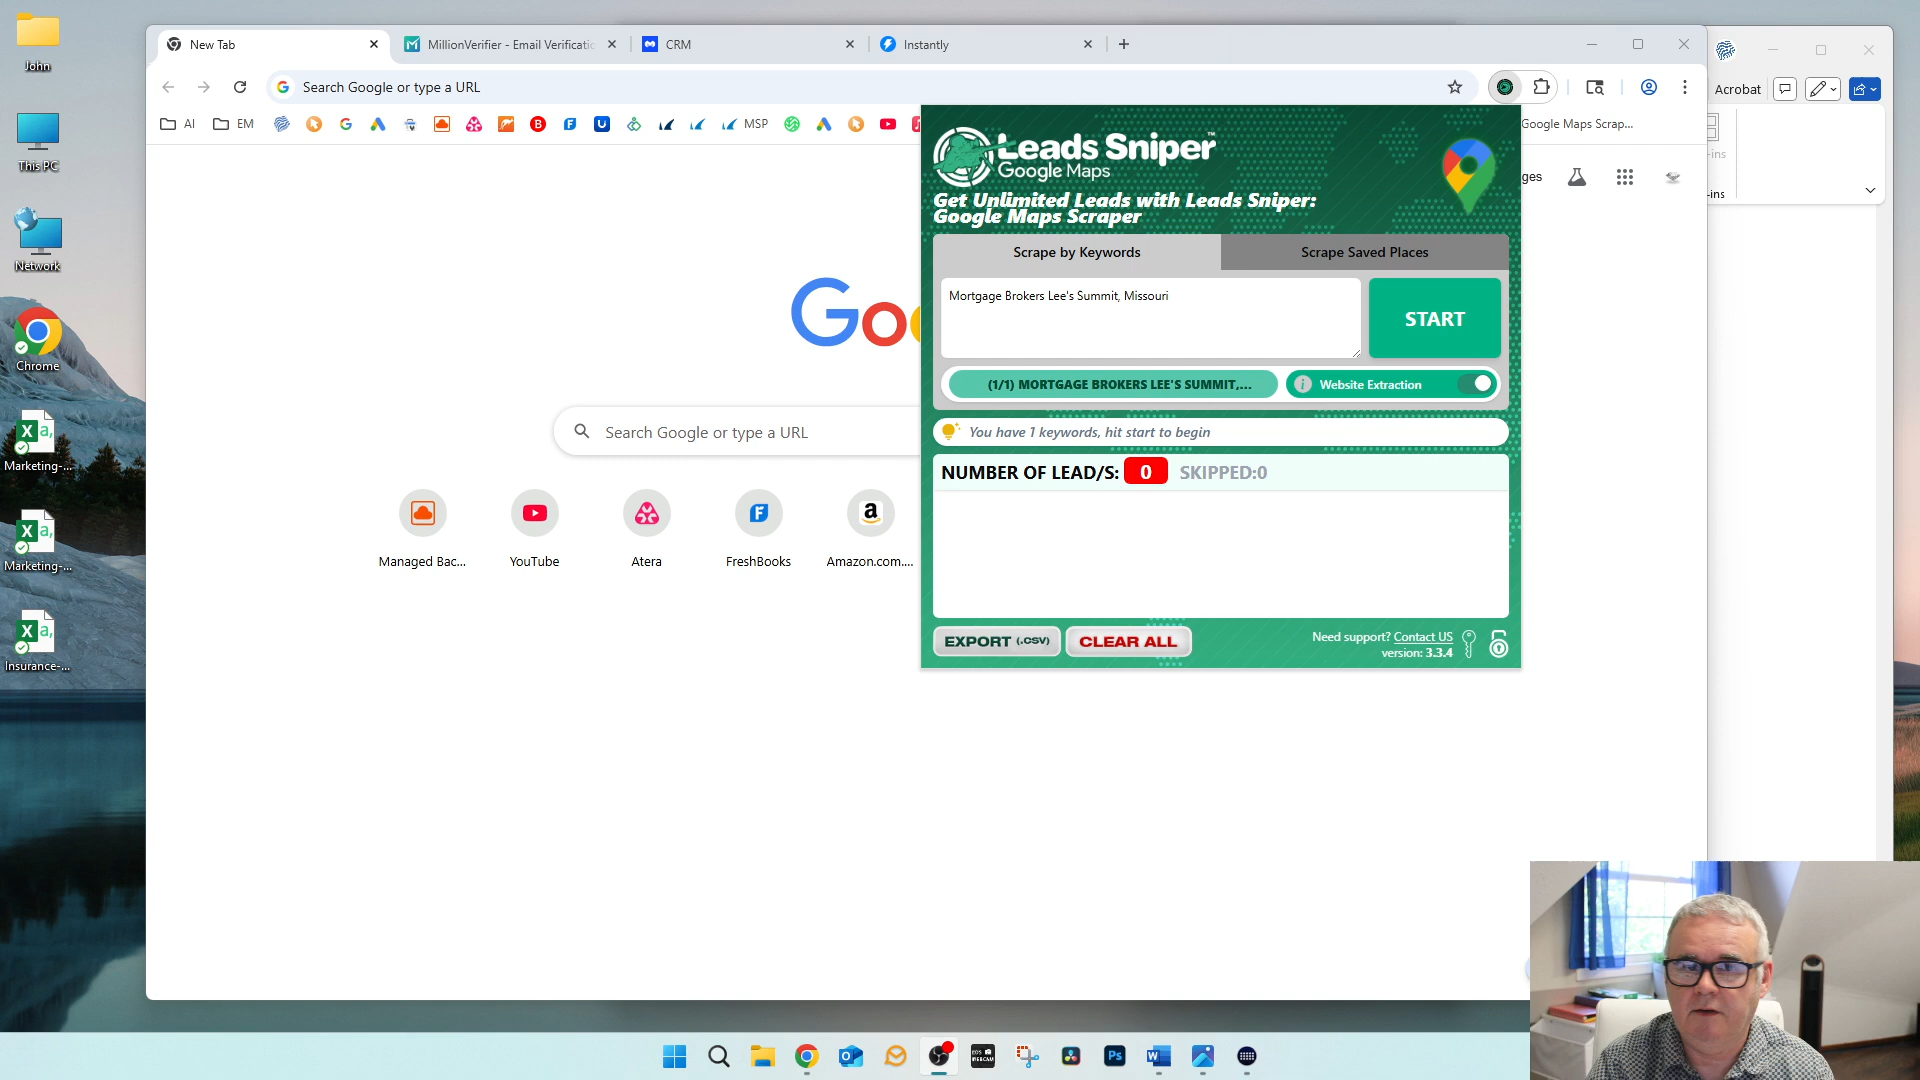 John
This PC
Network
Chrome
Marketing-...
Marketing-...
Insurance-...
New Tab
MillionVerifier - Email Verificatic
CRM
Instantly
Search Google or type a URL
AI
EM
MSP
Google Maps Scrap...
Acrobat
-ins
-ins
ges
Goo
Search Google or type a URL
Managed Bac...
YouTube
Atera
FreshBooks
Amazon.com....
Leads Sniper™
Google Maps
Get Unlimited Leads with Leads Sniper:
Google Maps Scraper
Scrape by Keywords
Scrape Saved Places
Mortgage Brokers Lee's Summit, Missouri
START
(1/1) MORTGAGE BROKERS LEE'S SUMMIT,...
Website Extraction
You have 1 keywords, hit start to begin
NUMBER OF LEAD/S: 0 SKIPPED:0
EXPORT (.CSV)
CLEAR ALL
Need support? Contact US
version: 3.3.4